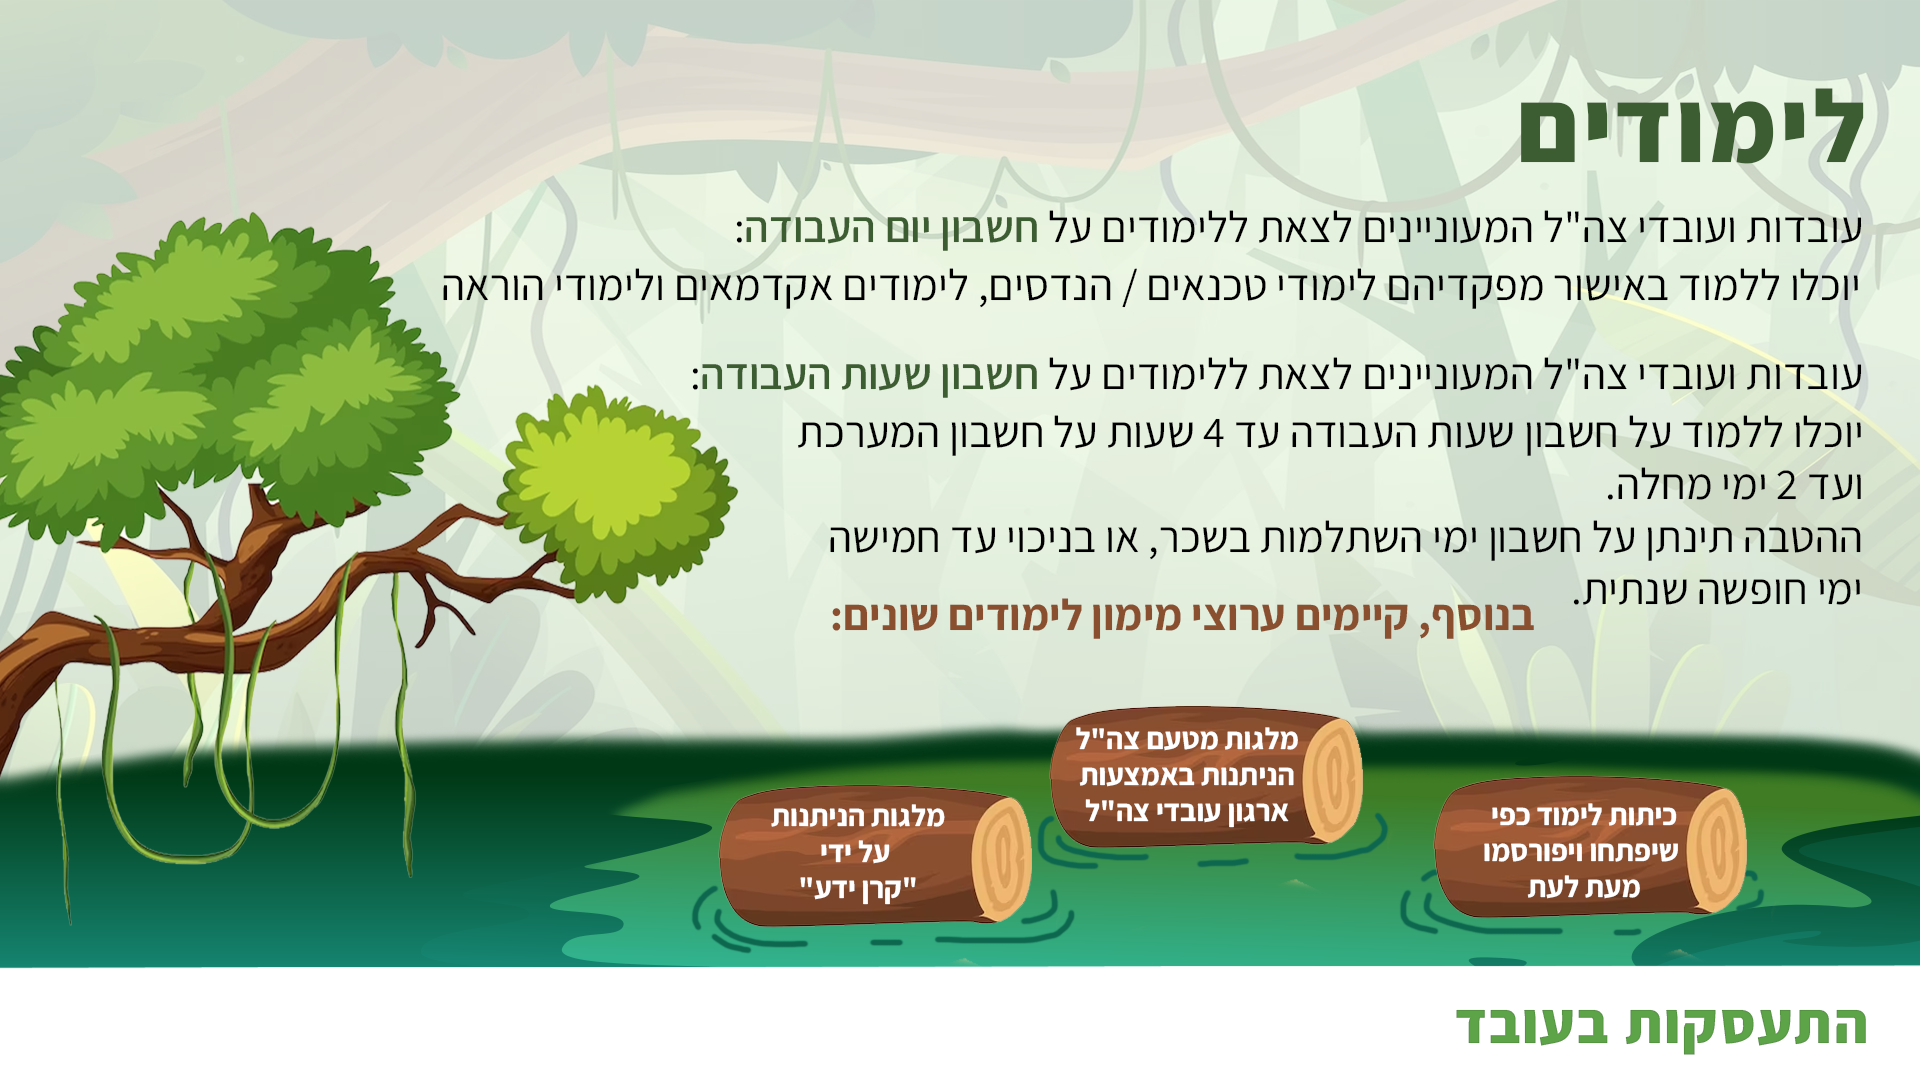 לימודים
עובדות ועובדי צה"ל המעוניינים לצאת ללימודים על חשבון יום העבודה:
יוכלו ללמוד באישור מפקדיהם לימודי טכנאים / הנדסים, לימודים אקדמאים ולימודי הוראה
עובדות ועובדי צה"ל המעוניינים לצאת ללימודים על חשבון שעות העבודה:
יוכלו ללמוד על חשבון שעות העבודה עד 4 שעות על חשבון המערכת
ועד 2 ימי מחלה.
ההטבה תינתן על חשבון ימי השתלמות בשכר, או בניכוי עד חמישה
ימי חופשה שנתית.
בנוסף, קיימים ערוצי מימון לימודים שונים:
כיתות לימוד כפי
שיפתחו ויפורסמו
מעת לעת
מלגות מטעם צה"ל
הניתנות באמצעות
ארגון עובדי צה"ל
מלגות הניתנות
על ידי
"קרן ידע"
התעסקות בעובד